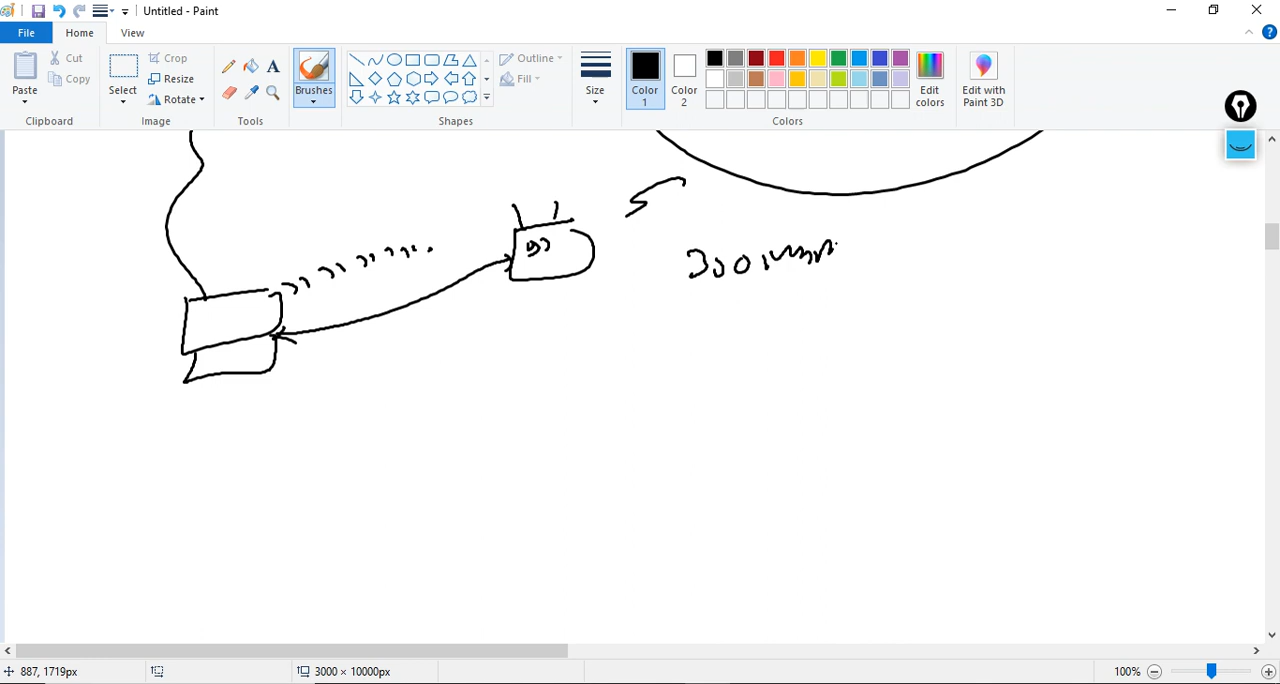 Untitled - Paint
File
Home
View
Paste
Cut
Copy
Clipboard
Select
Crop
Resize
Rotate
Image
A
Tools
Brushes
Outline
Fill
Shapes
Size
Color 1
Color 2
Edit colors
Edit with Paint 3D
Colors
887, 1719px
3000 × 10000px
100%